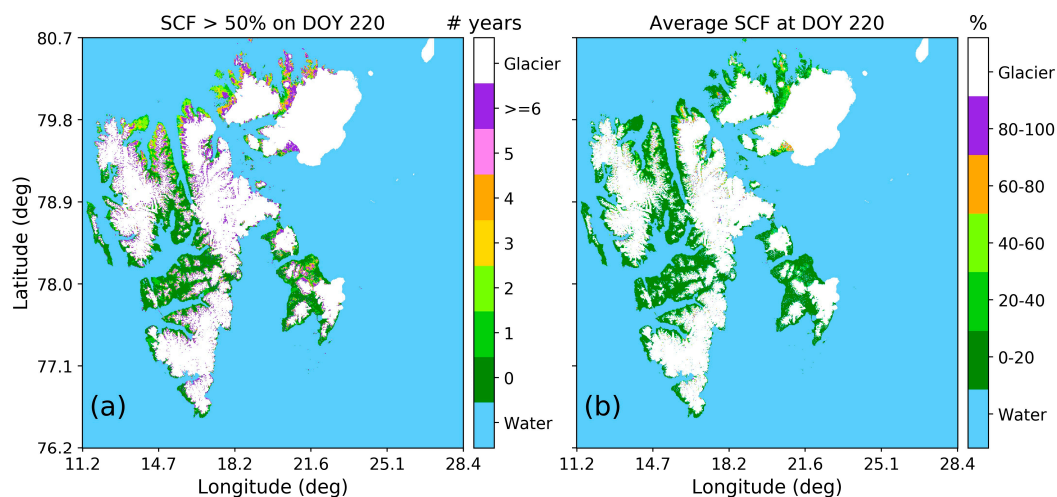 SCF > 50% on DOY 220
# years
80.7
79.8
78.9
78.0
77.1
76.2
Latitude (deg)
(a)
11.2 14.7 18.2 21.6 25.1 28.4
Longitude (deg)
Glacier
>=6
5
4
3
2
1
0
Water
Average SCF at DOY 220
%
(b)
11.2 14.7 18.2 21.6 25.1 28.4
Longitude (deg)
Glacier
80-100
60-80
40-60
20-40
0-20
Water